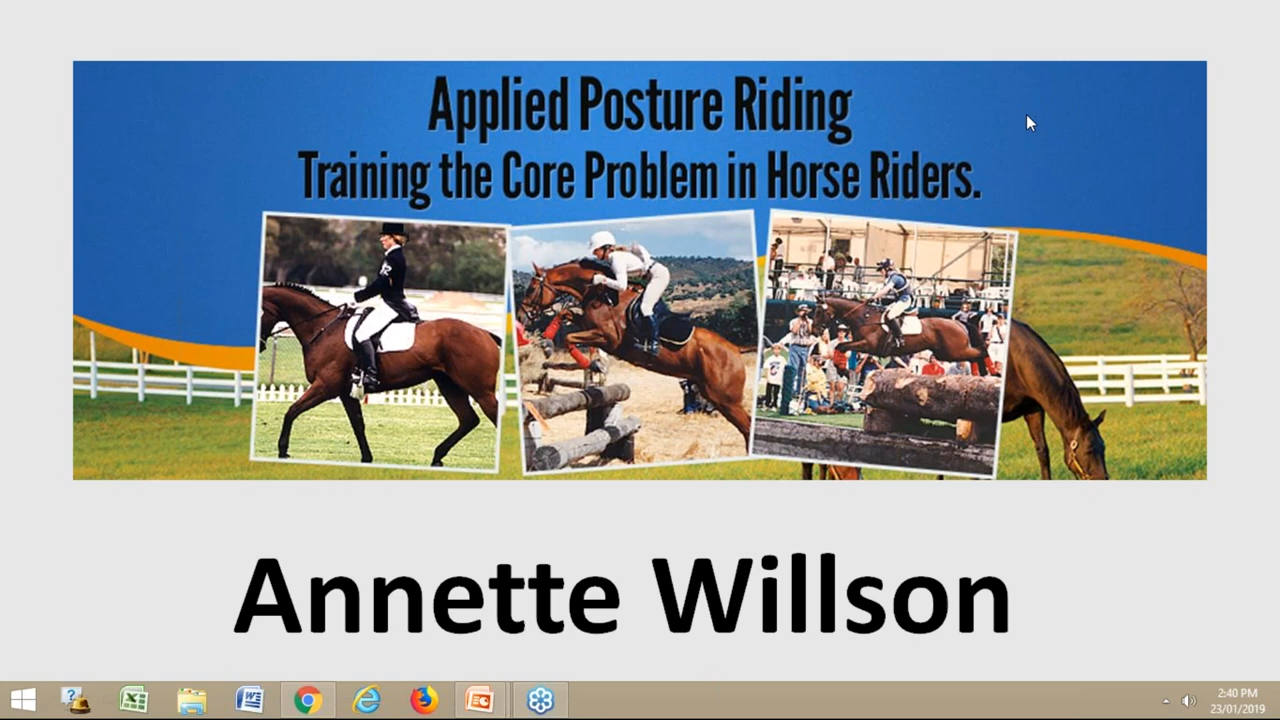 Applied Posture Riding
Training the Core Problem in Horse Riders.
Annette Willson
2:40 PM
23/01/2019